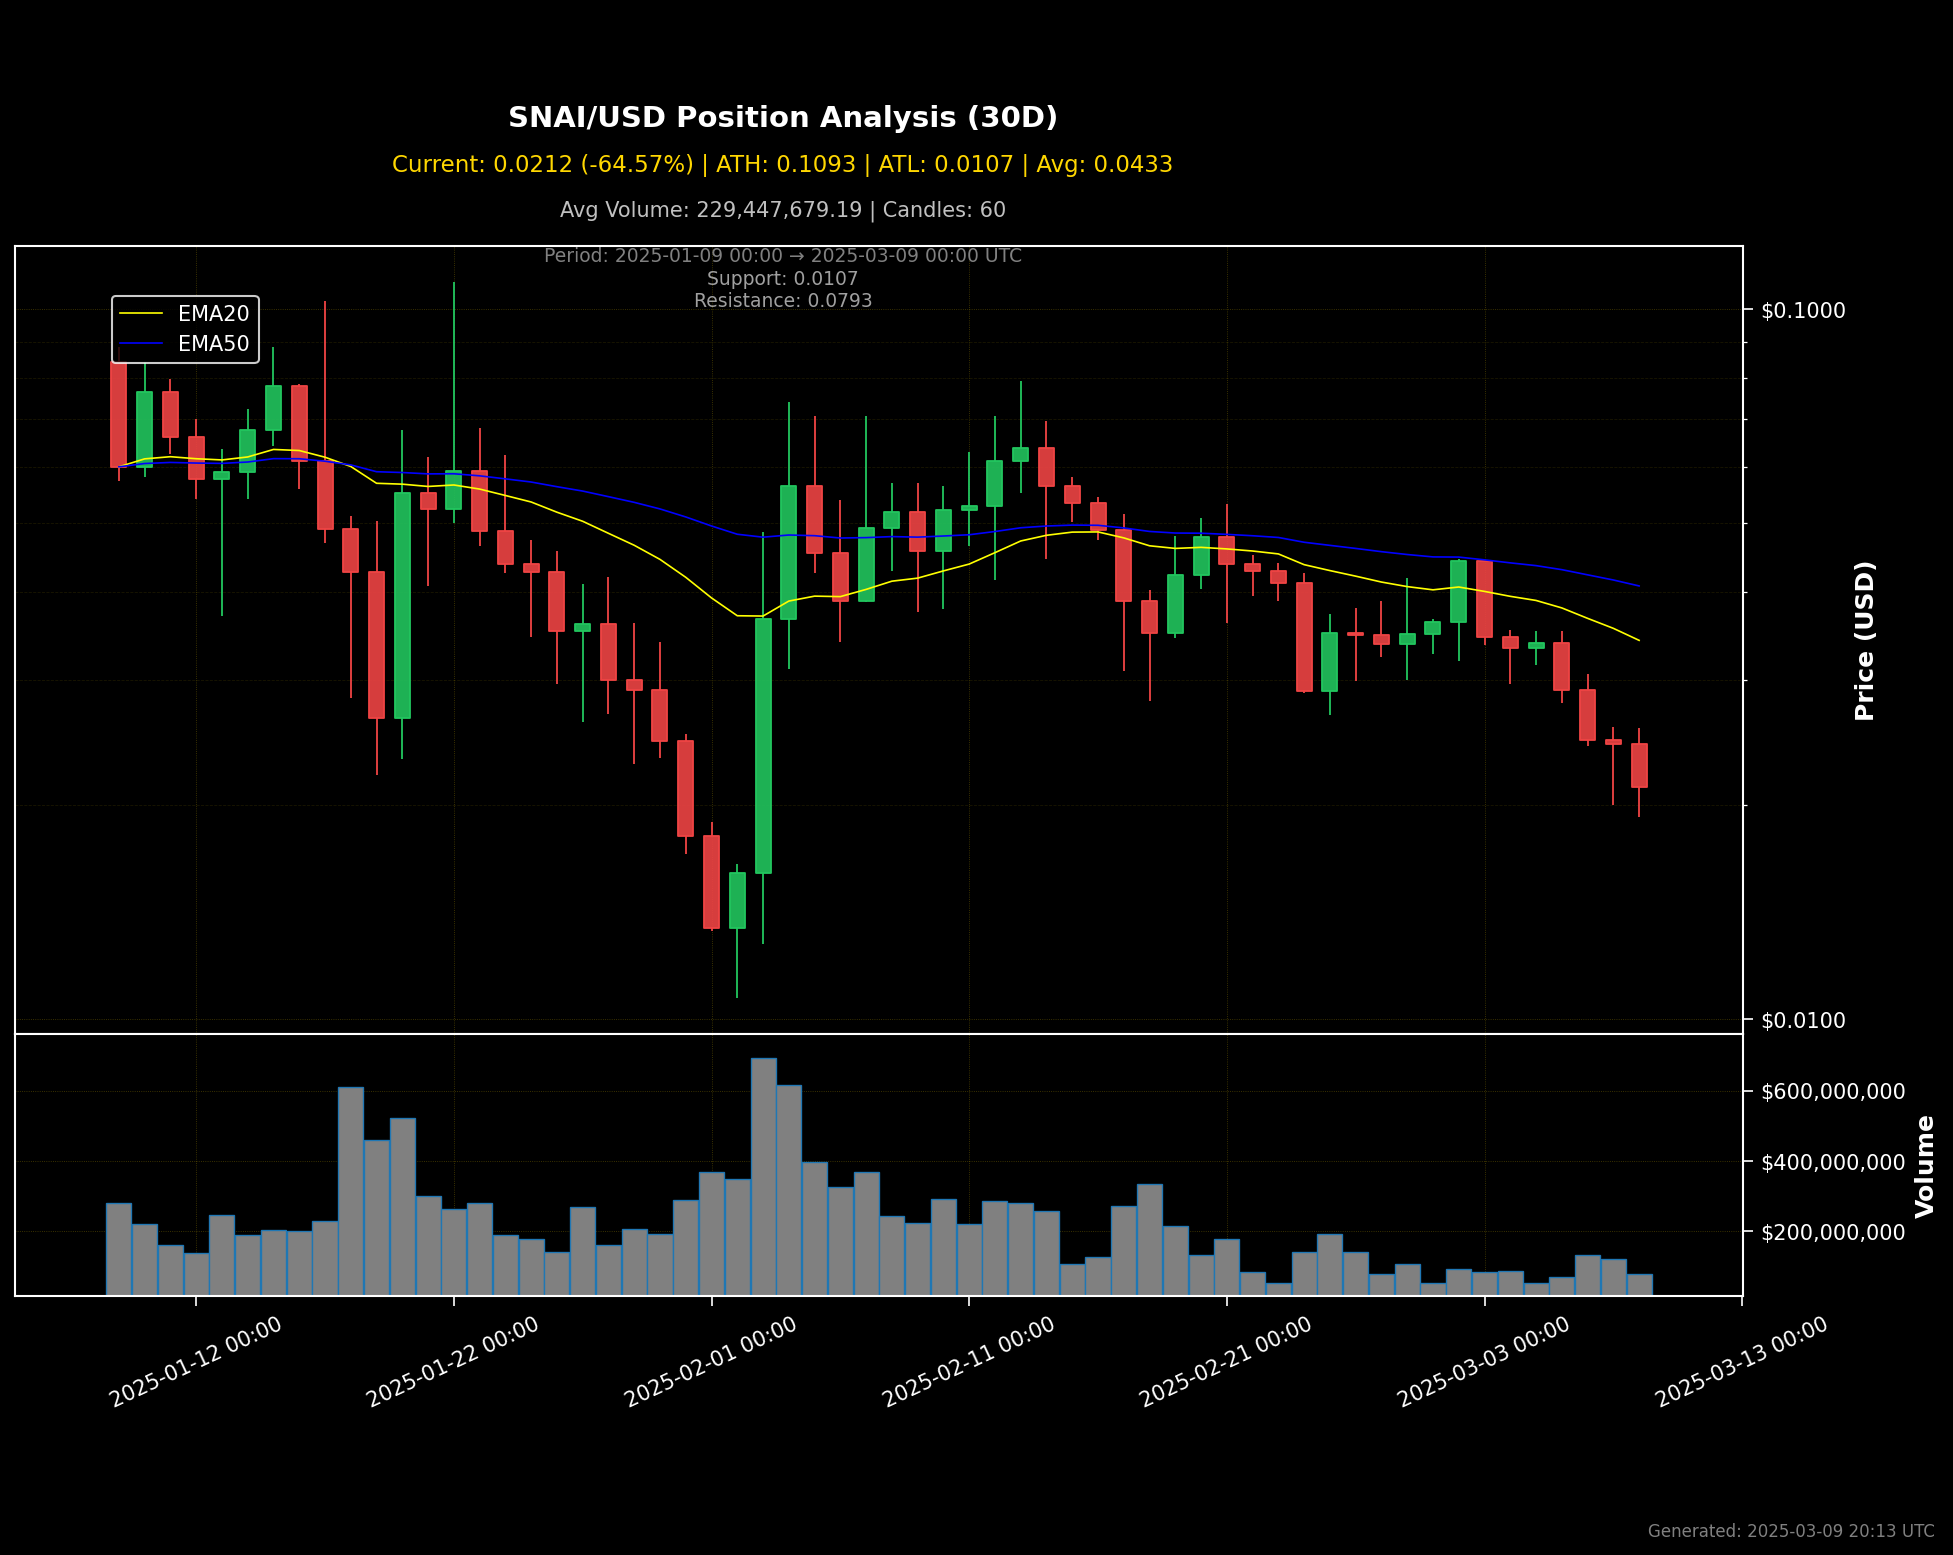 SNAI/USD Position Analysis (30D)
Current: 0.0212 (-64.57%) | ATH: 0.1093 | ATL: 0.0107 | Avg: 0.0433
Avg Volume: 229,447,679.19 | Candles: 60
Period: 2025-01-09 00:00 → 2025-03-09 00:00 UTC
Support: 0.0107
Resistance: 0.0793
EMA20
EMA50
$0.1000
$0.0100
Price (USD)
$600,000,000
$400,000,000
$200,000,000
Volume
2025-01-12 00:00
2025-01-22 00:00
2025-02-01 00:00
2025-02-11 00:00
2025-02-21 00:00
2025-03-03 00:00
2025-03-13 00:00
Generated: 2025-03-09 20:13 UTC